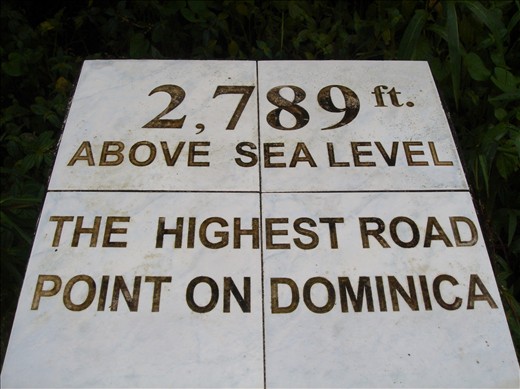 2,789 ft.
ABOVE SEA LEVEL
THE HIGHEST ROAD
POINT ON DOMINICA